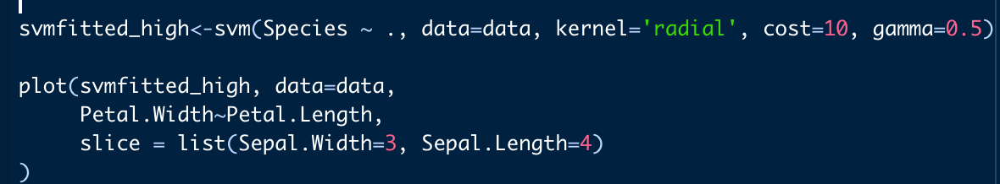 svmfitted_high<-svm(Species ~ ., data=data, kernel='radial', cost=10, gamma=0.5)
plot(svmfitted_high, data=data,
     Petal.Width~Petal.Length,
     slice = list(Sepal.Width=3, Sepal.Length=4)
)